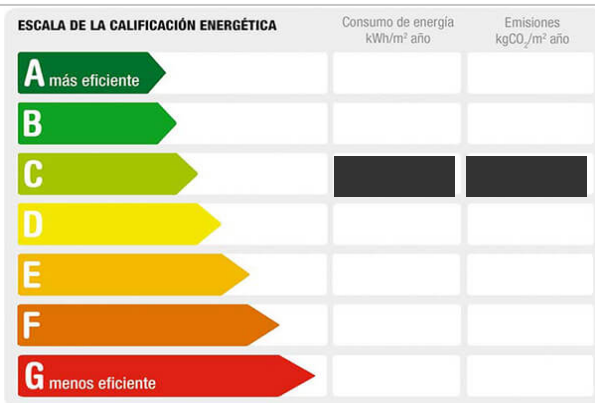 ESCALA DE LA CALIFICACIÓN ENERGÉTICA
Consumo de energía
kWh/m² año
Emisiones
kgCO₂/m² año
A más eficiente
B
C
D
E
F
G menos eficiente